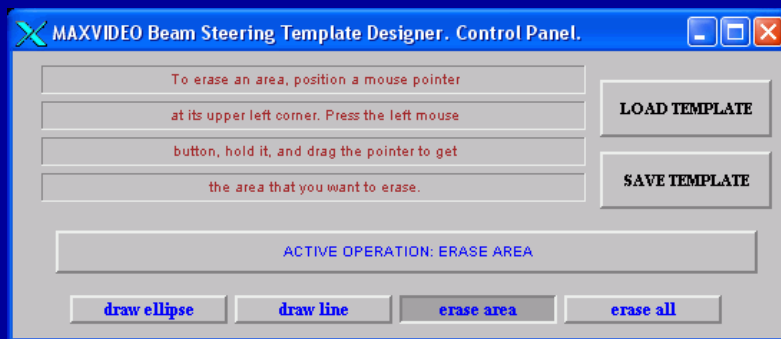 MAXVIDEO Beam Steering Template Designer. Control Panel.
To erase an area, position a mouse pointer
at its upper left corner. Press the left mouse
button, hold it, and drag the pointer to get
the area that you want to erase.
LOAD TEMPLATE
SAVE TEMPLATE
ACTIVE OPERATION: ERASE AREA
draw ellipse draw line erase area erase all